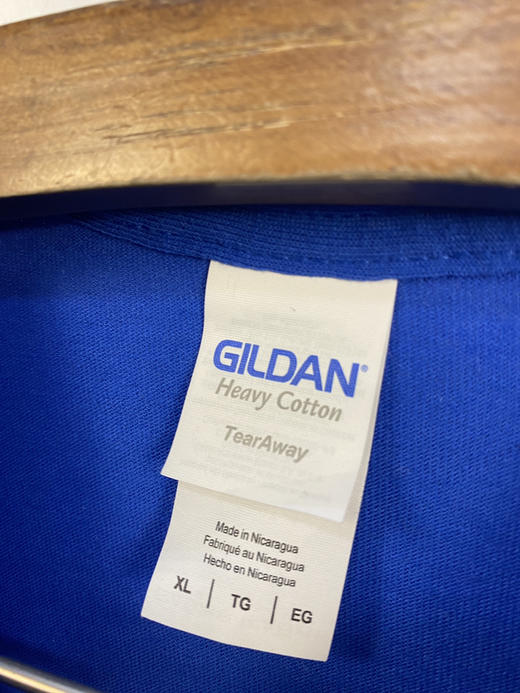 GILDAN®
Heavy Cotton
TearAway
Made in Nicaragua
Fabriqué au Nicaragua
Hecho en Nicaragua
XL | TG | EG